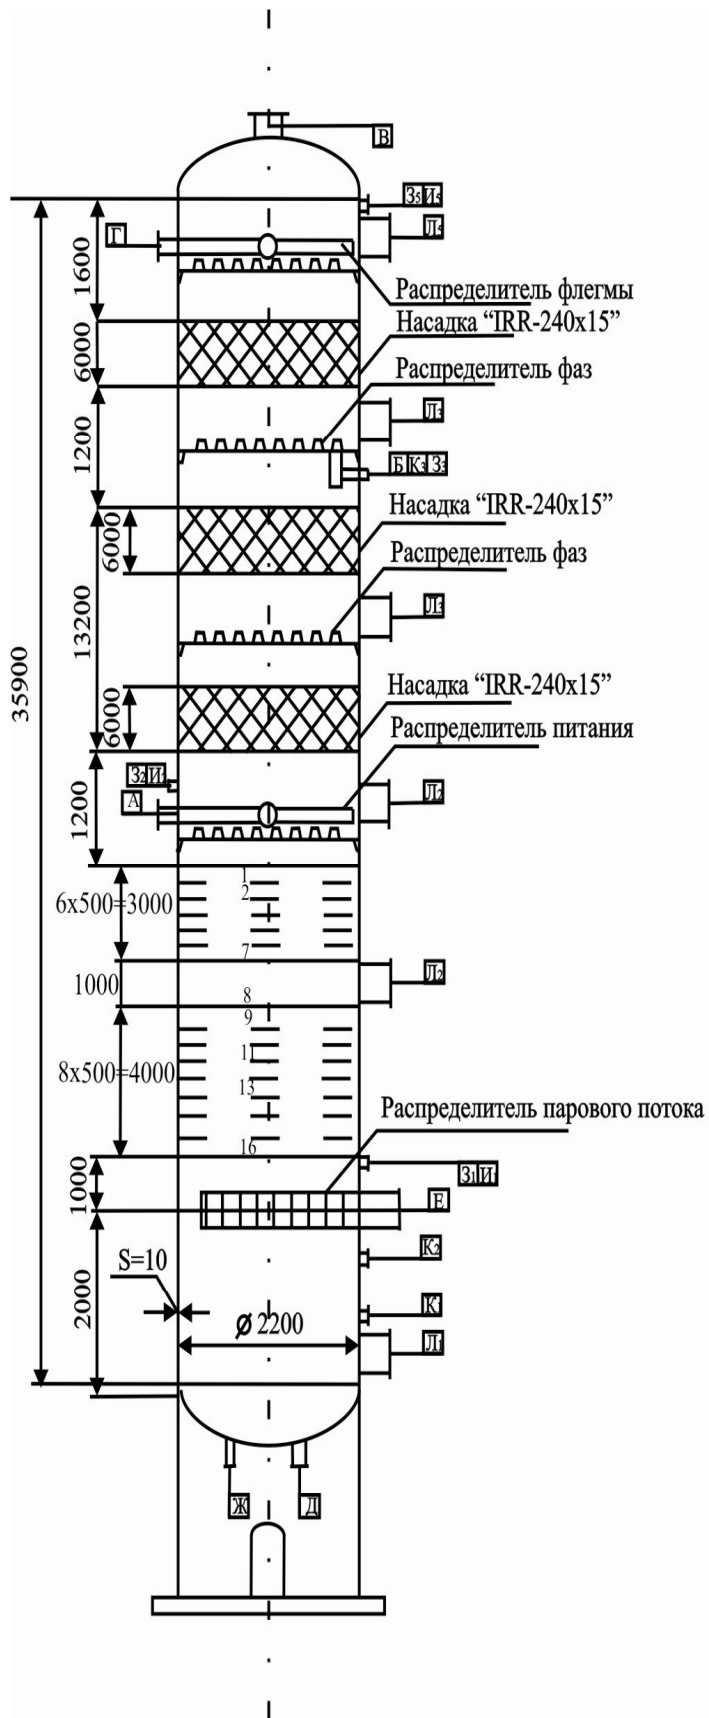 В
З5 И5
Г
Л5
1600
Распределитель флегмы
Насадка “IRR-240x15”
6000
Распределитель фаз
Л3
1200
Б К3 З3
Насадка “IRR-240x15”
6000
Распределитель фаз
Л3
13200
35900
Насадка “IRR-240x15”
6000
Распределитель питания
З2 И2
Л2
А
1200
1
2
6x500=3000
7
Л2
1000
8
9
11
8x500=4000
13
Распределитель парового потока
16
1000
З1 И1
Е
К2
S=10
2000
К1
ø 2200
Л1
Ж
Д